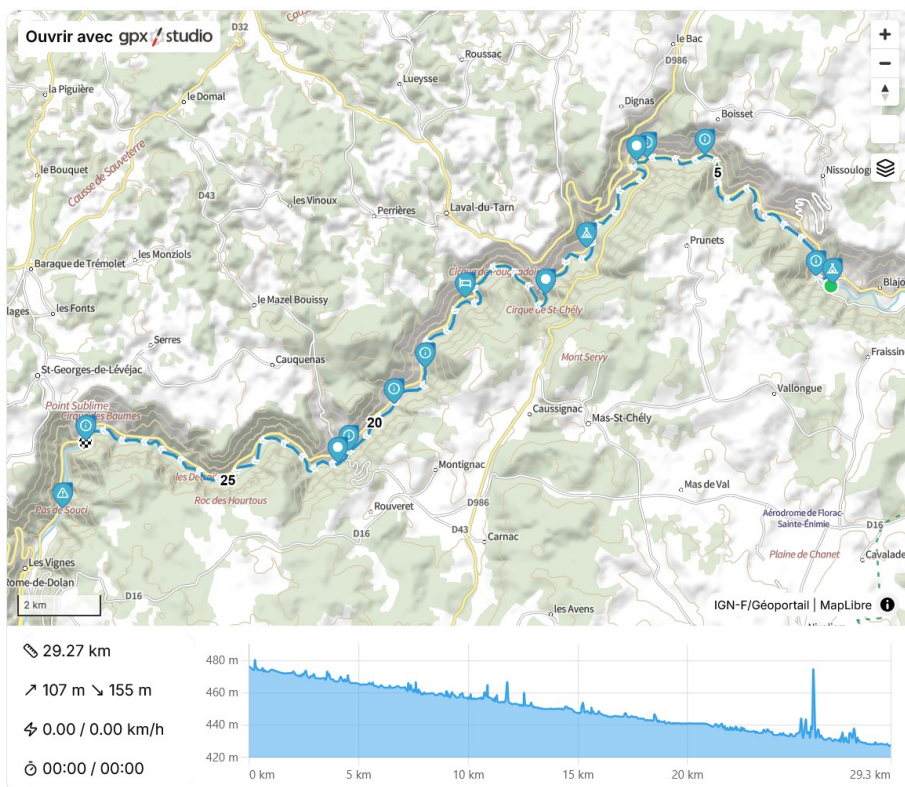 Ouvrir avec gpx studio
Causse
D32
le Bac
D986
la Piguière
Roussac
Lueysse
le Domal
Dignas
Boisset
Causse de Sauveterre
le Bouquet
D43
5
Nissoulog
les Vinoux
Perrières
Laval-du-Tarn
Prunets
Baraque de Trémolet
les Monziols
Blajo
Cirque de St-Chély
lages
les Fonts
le Mazel Bouissy
Serres
Mont Servy
Fraissin
St-Georges-de-Lévéjac
Cauquenas
Vallongue
Point Sublime
Cirque des Baumes
Caussignac
Mas-St-Chély
20
Montignac
25
Roc des Hourtous
Mas de Val
Pas de Souci
Rouveret
D986
Aérodrome de Florac-
Sainte-Énimie
D16
D43
Carnac
D16
Plaine de Chanet
Cavalade
Les Vignes
Rome-de-Dolan
D16
2 km
les Avens
IGN-F/Géoportail | MapLibre
29.27 km
107 m 155 m
0.00 / 0.00 km/h
00:00 / 00:00
480 m
460 m
440 m
420 m
0 km 5 km 10 km 15 km 20 km 29.3 km